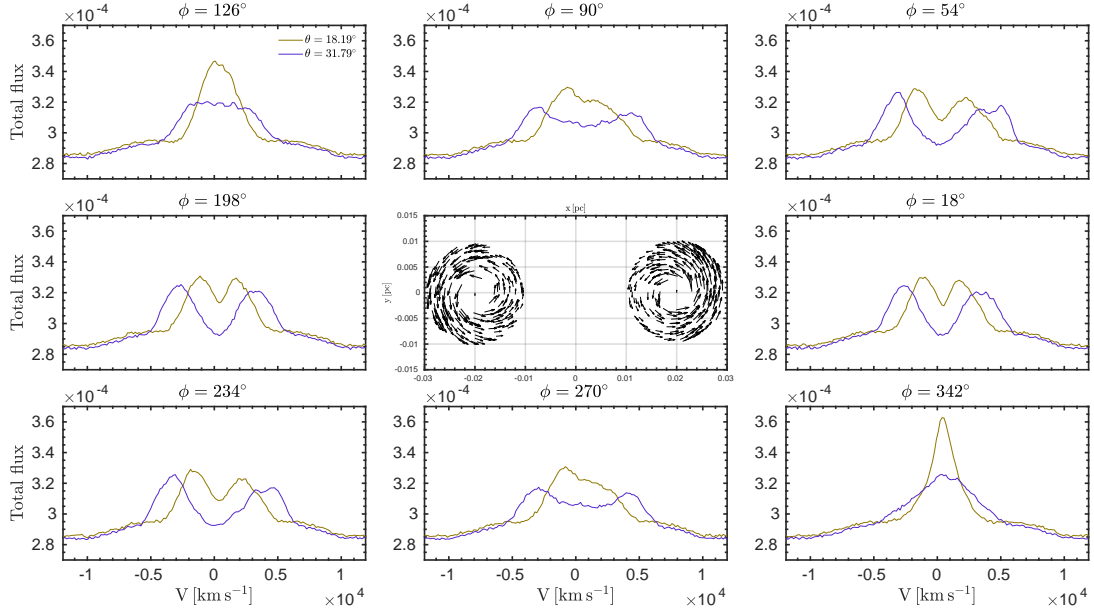 ϕ = 126° ϕ = 90° ϕ = 54°
×10⁻⁴ ×10⁻⁴ ×10⁻⁴
3.6 3.6 3.6
θ = 18.19°
θ = 31.79°
3.4 3.4 3.4
Total flux
3.2 3.2 3.2
3 3 3
2.8 2.8 2.8
ϕ = 198° x [pc] ϕ = 18°
×10⁻⁴ ×10⁻⁴
3.6 0.015 3.6
0.01
3.4 0.005 3.4
Total flux y [pc]
3.2 0 3.2
-0.005
3 -0.01 3
2.8 -0.015 2.8
-0.03 -0.02 -0.01 0 0.01 0.02 0.03
ϕ = 234° ϕ = 270° ϕ = 342°
×10⁻⁴ ×10⁻⁴ ×10⁻⁴
3.6 3.6 3.6
3.4 3.4 3.4
Total flux
3.2 3.2 3.2
3 3 3
2.8 2.8 2.8
-1 -0.5 0 0.5 1 -1 -0.5 0 0.5 1 -1 -0.5 0 0.5 1
V [km s⁻¹] ×10⁴ V [km s⁻¹] ×10⁴ V [km s⁻¹] ×10⁴